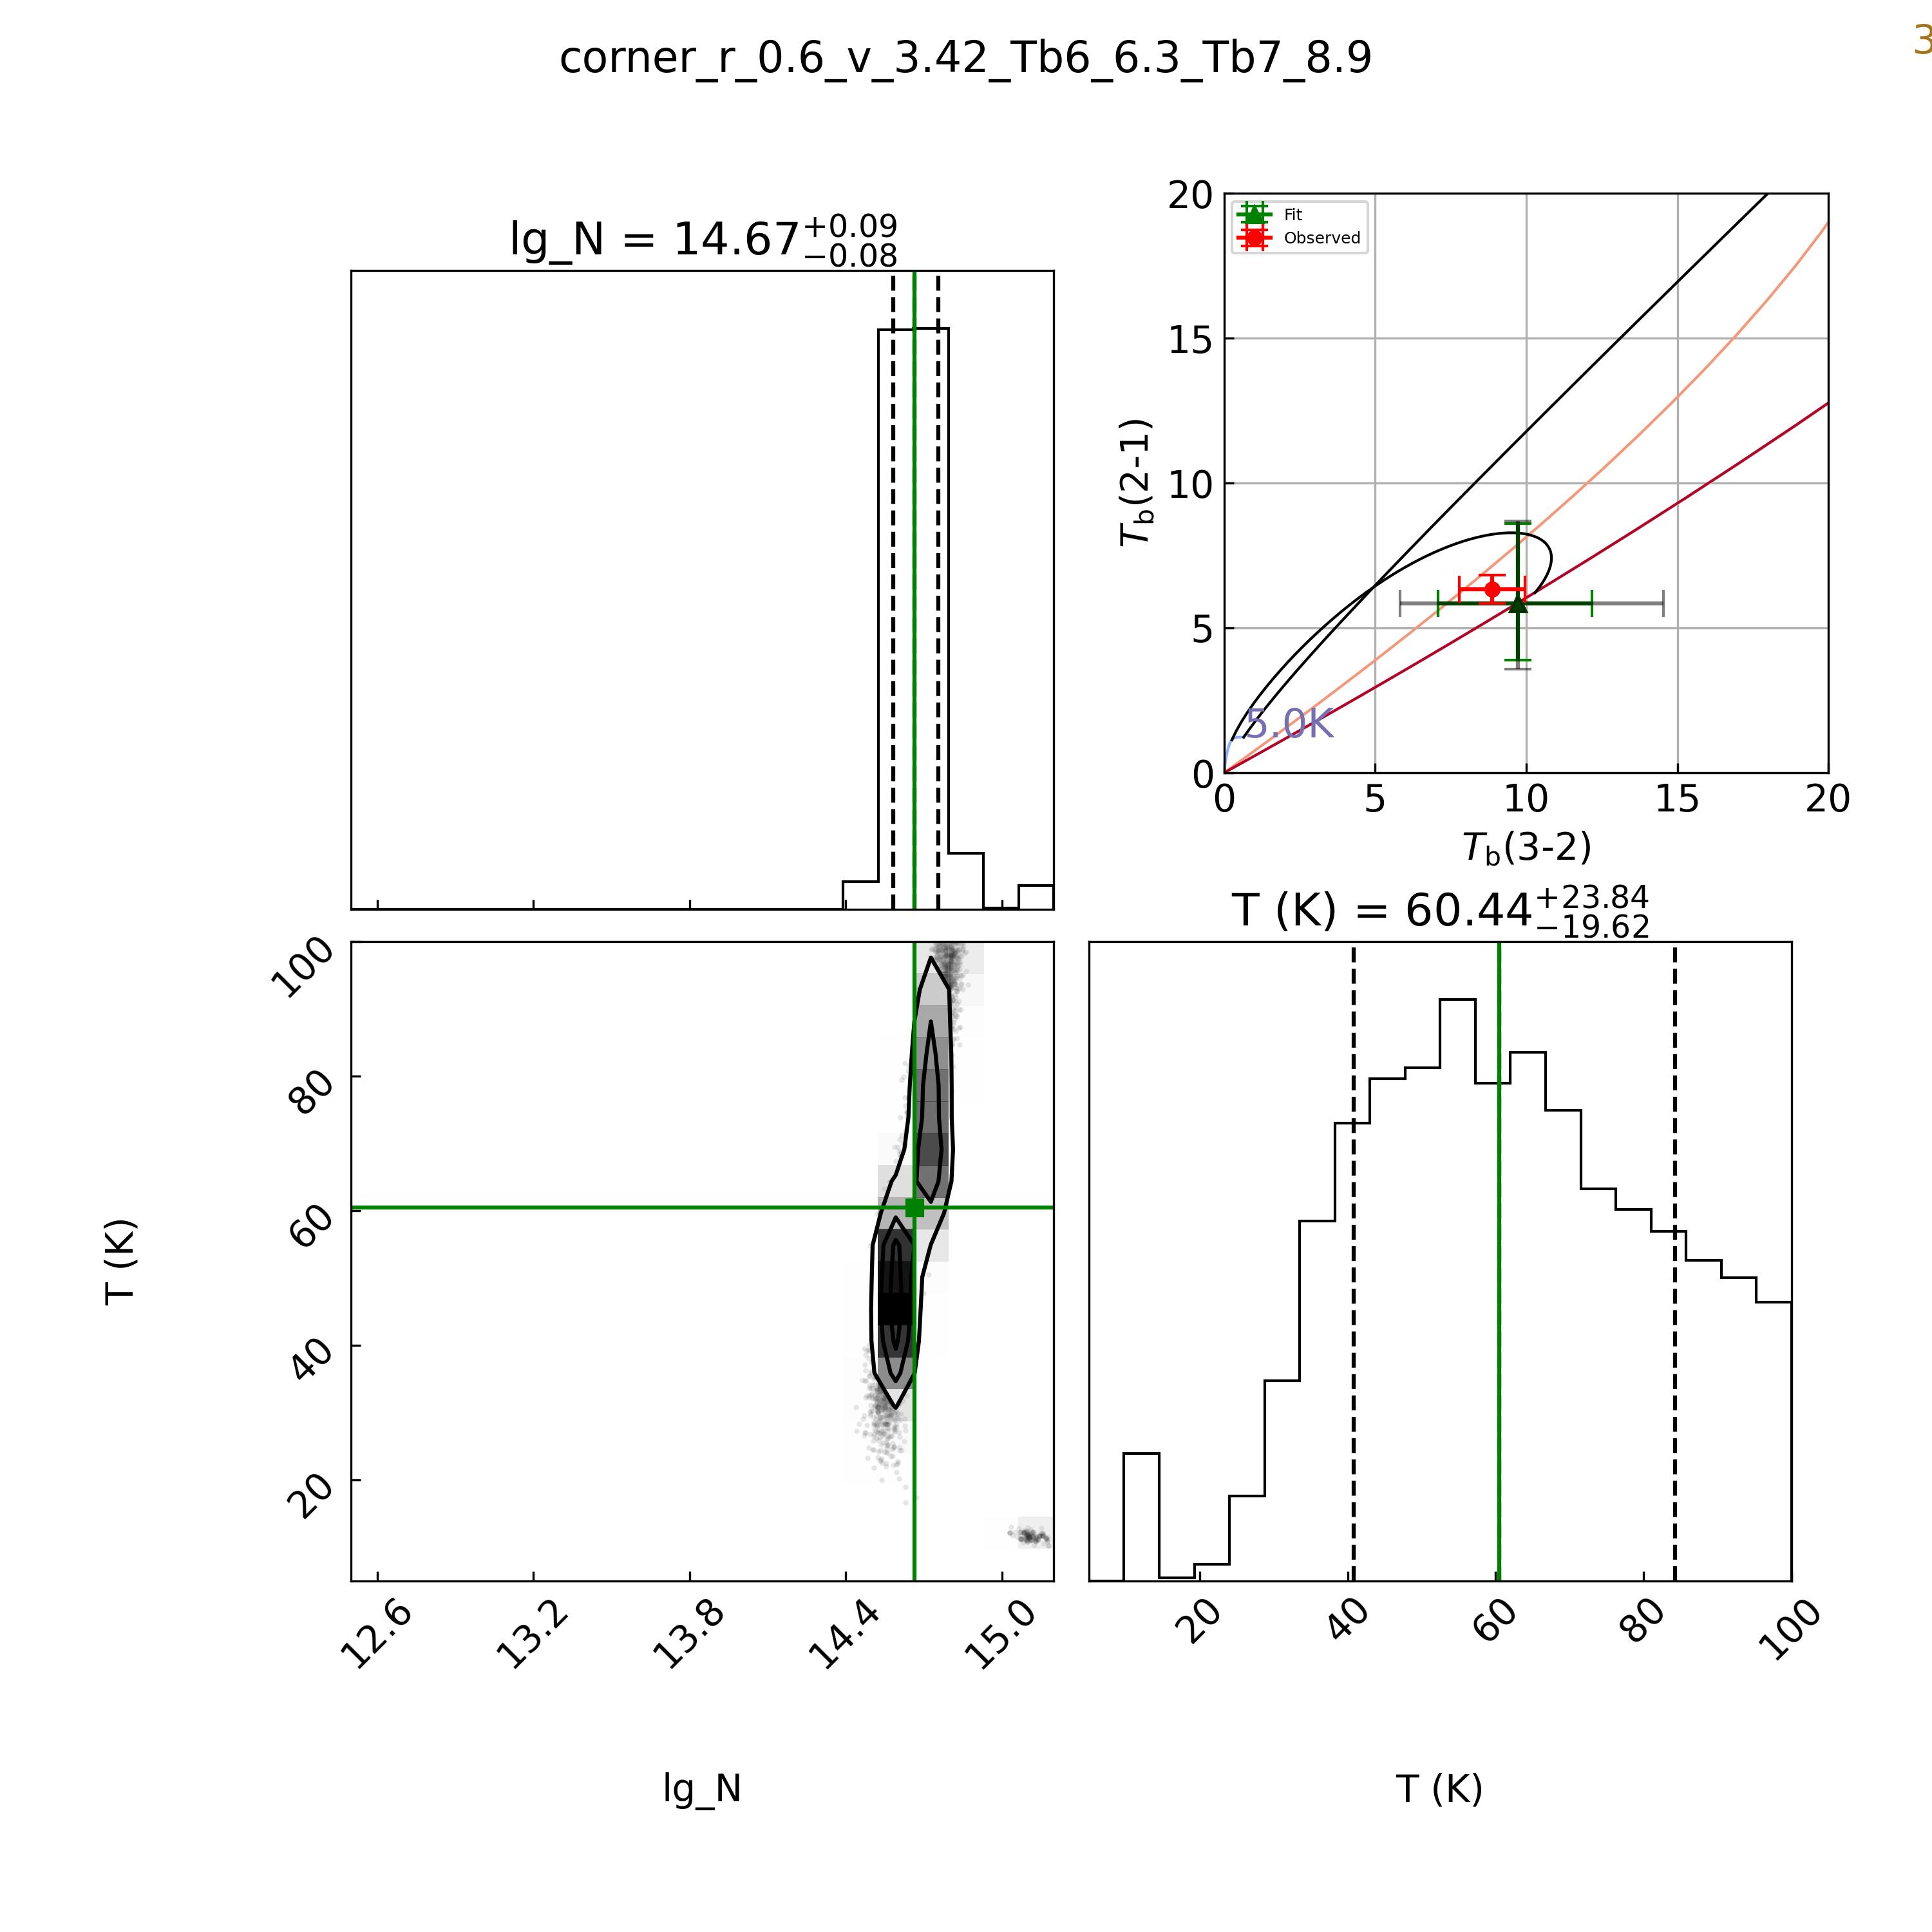 corner_r_0.6_v_3.42_Tb6_6.3_Tb7_8.9
3
lg_N = 14.67 +0.09 −0.08
20
15
10
5
0
Tb(2-1)
Fit
Observed
5.0K
0 5 10 15 20
Tb(3-2)
T (K) = 60.44 +23.84 −19.62
100
80
60
40
20
T (K)
12.6 13.2 13.8 14.4 15.0
lg_N
20 40 60 80 100
T (K)